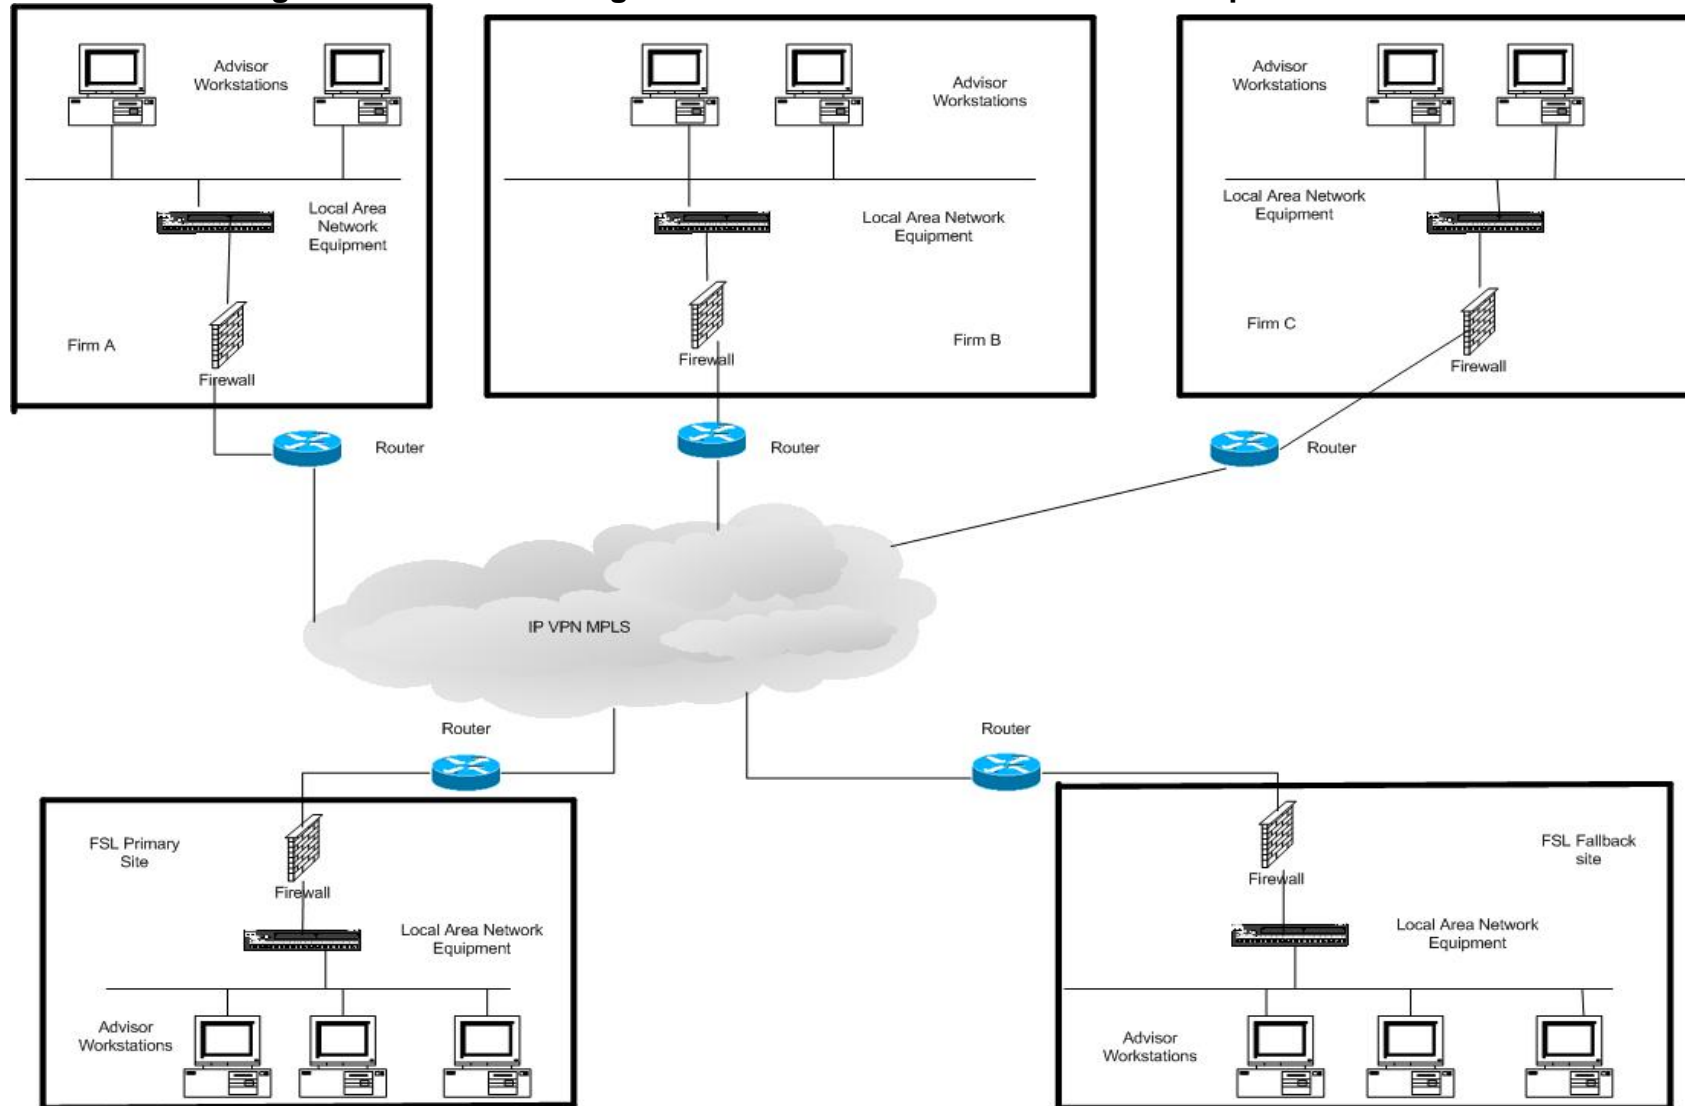 Advisor
Workstations
Local Area
Network
Equipment
Firm A
Firewall
Router
Advisor
Workstations
Local Area Network
Equipment
Firm B
Firewall
Router
Advisor
Workstations
Local Area Network
Equipment
Firm C
Firewall
Router
IP VPN MPLS
Router
FSL Primary
Site
Firewall
Local Area Network
Equipment
Advisor
Workstations
Router
FSL Fallback
site
Firewall
Local Area Network
Equipment
Advisor
Workstations